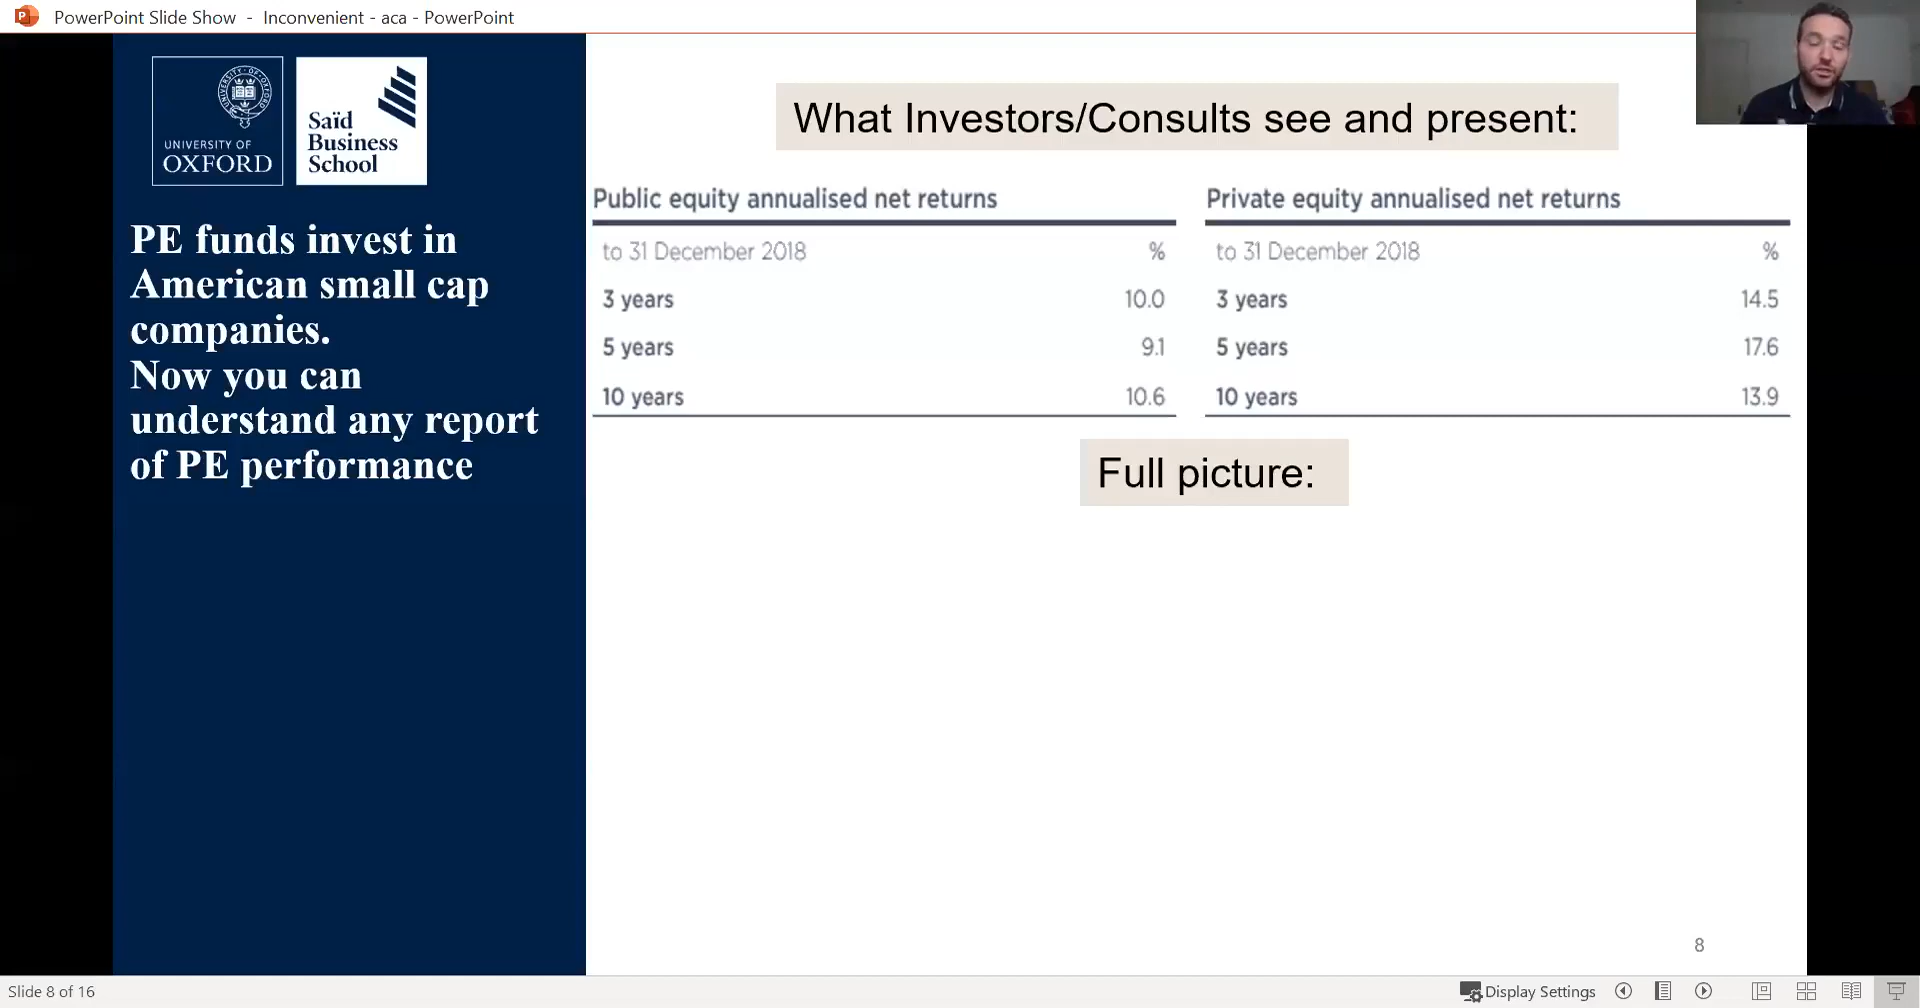 PowerPoint Slide Show - Inconvenient - aca - PowerPoint
UNIVERSITY OF
OXFORD
Saïd
Business
School
PE funds invest in
American small cap
companies.
Now you can
understand any report
of PE performance
What Investors/Consults see and present:
Public equity annualised net returns
to 31 December 2018 %
3 years 10.0
5 years 9.1
10 years 10.6
Private equity annualised net returns
to 31 December 2018 %
3 years 14.5
5 years 17.6
10 years 13.9
Full picture:
8
Slide 8 of 16
Display Settings